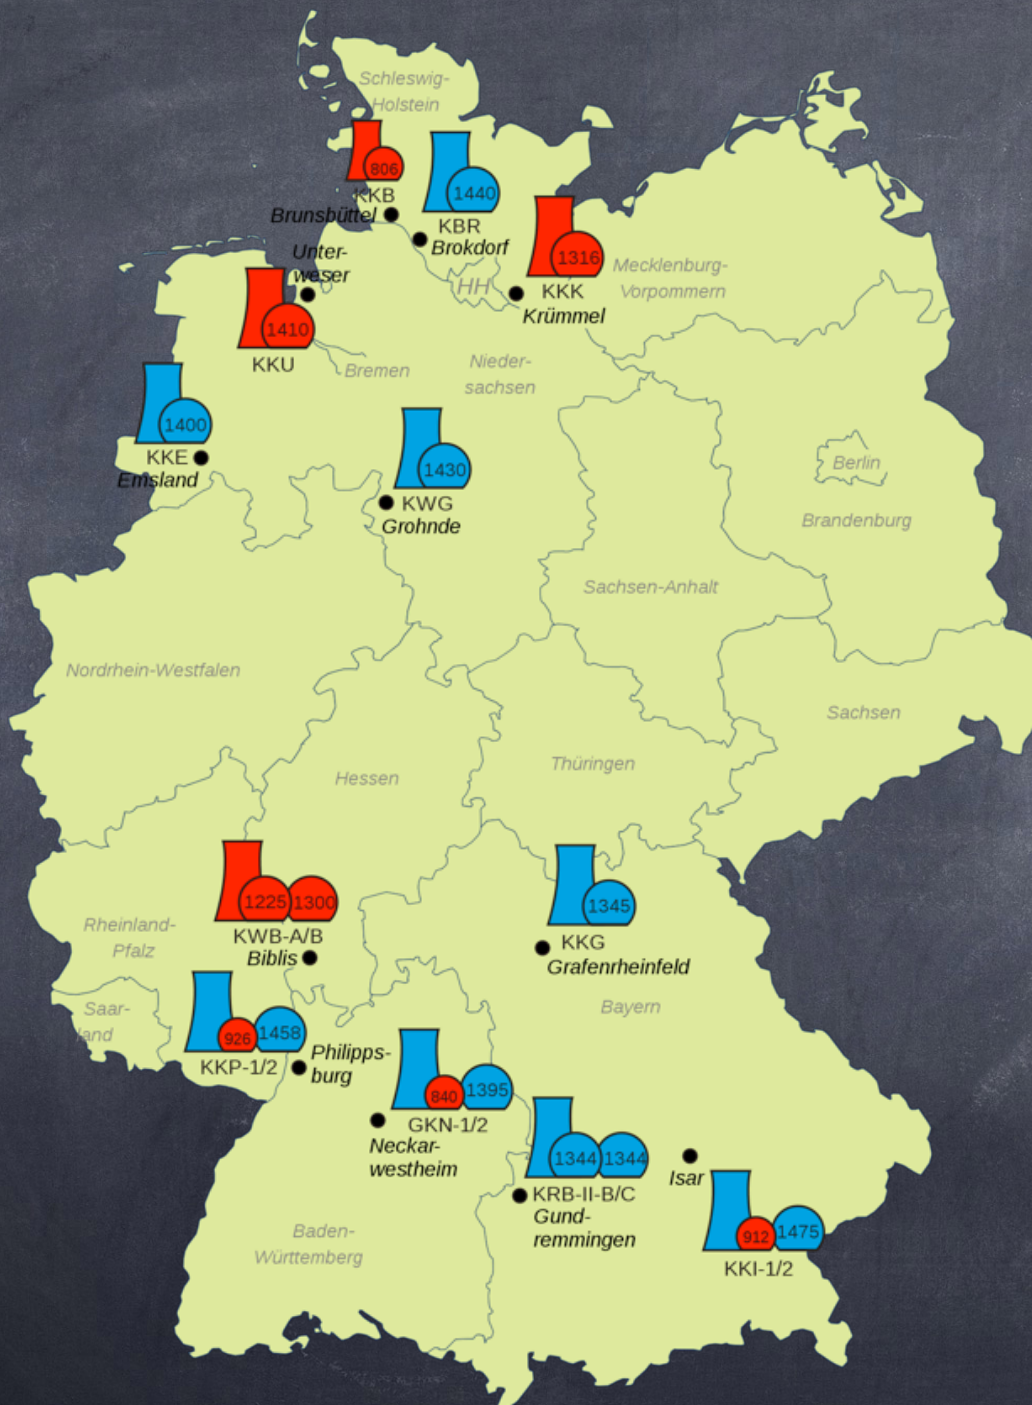 Schleswig-
Holstein
806
KKB
Brunsbüttel
1440
KBR
Brokdorf
1316
KKK
Krümmel
HH
Mecklenburg-
Vorpommern
Unter-
weser
1410
KKU
Bremen
Nieder-
sachsen
1400
KKE
Emsland
1430
KWG
Grohnde
Berlin
Brandenburg
Sachsen-Anhalt
Nordrhein-Westfalen
Sachsen
Hessen
Thüringen
1225 1300
KWB-A/B
Biblis
1345
KKG
Grafenrheinfeld
Rheinland-
Pfalz
Saar-
land
Bayern
926 1458
KKP-1/2
Philipps-
burg
840 1395
GKN-1/2
Neckar-
westheim
1344 1344
KRB-II-B/C
Gund-
remmingen
Isar
912 1475
KKI-1/2
Baden-
Württemberg